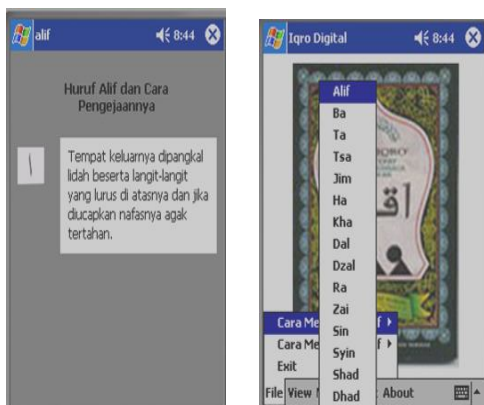 alif 8:44
Huruf Alif dan Cara
Pengejaannya
ا
Tempat keluarnya dipangkal
lidah beserta langit-langit
yang lurus di atasnya dan jika
diucapkan nafasnya agak
tertahan.
Iqro Digital 8:44
IQRO
Alif
Ba
Ta
Tsa
Jim
Ha
Kha
Dal
Dzal
Ra
Zai
Sin
Syin
Shad
Dhad
Cara
Cara
Exit
File View About